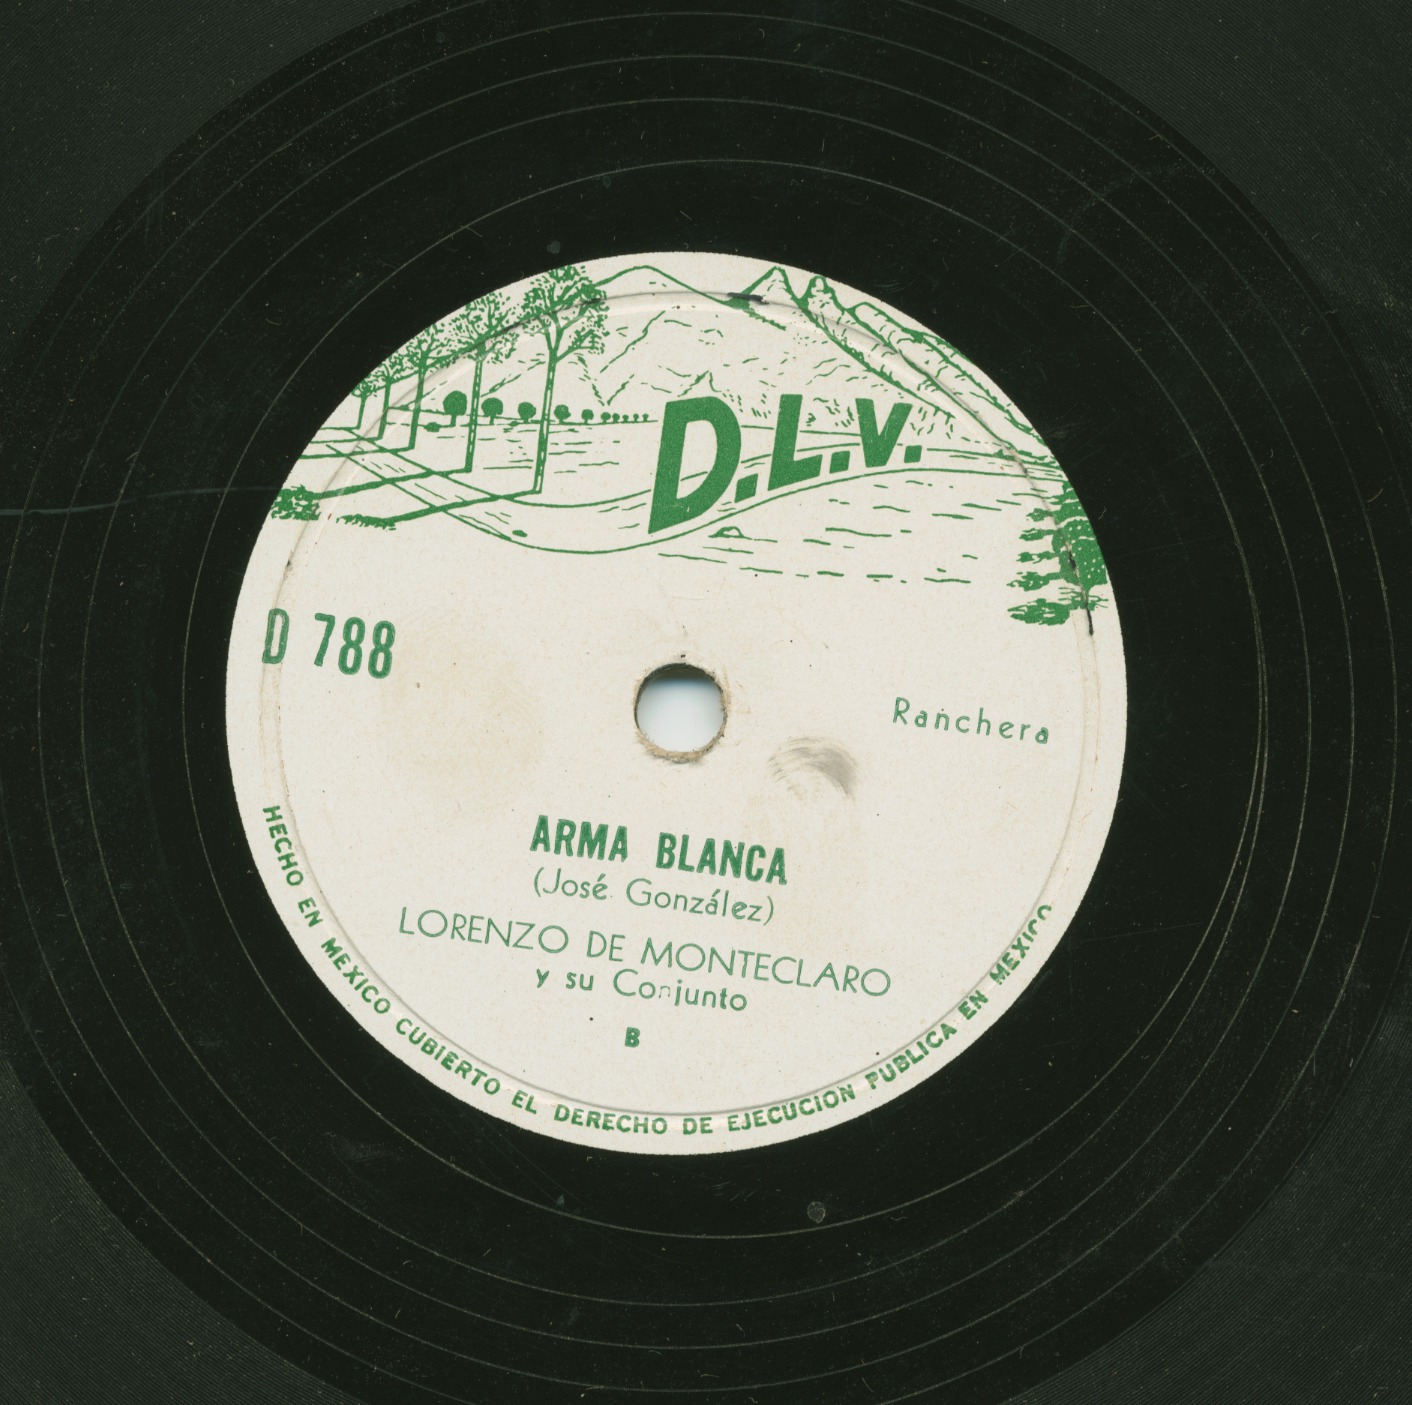 D.L.V.
D 788
Ranchera
ARMA BLANCA
(José González)
LORENZO DE MONTECLARO
y su Conjunto
B
HECHO EN MEXICO CUBIERTO EL DERECHO DE EJECUCION PUBLICA EN MEXICO